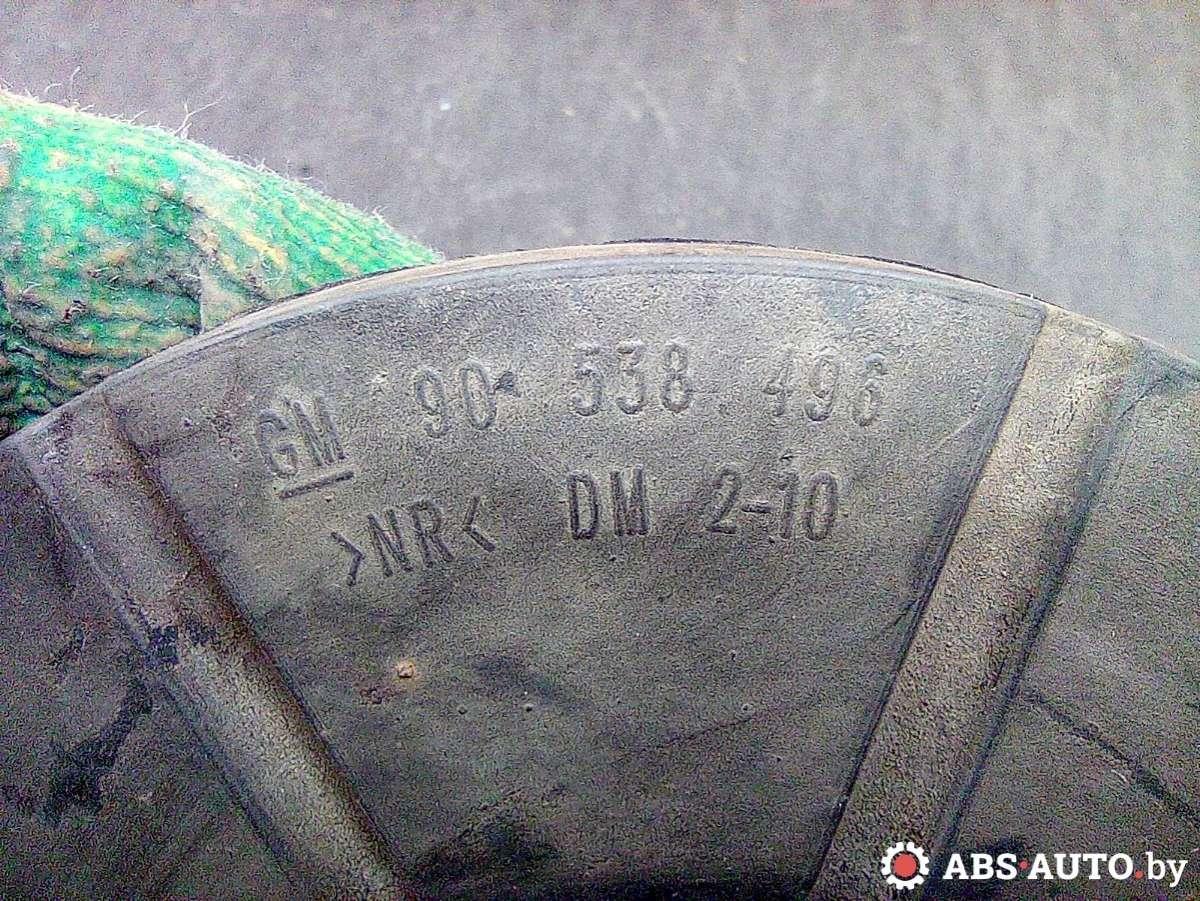 GM 90 538 496
>NR< DM 2-10
ABS·AUTO.by